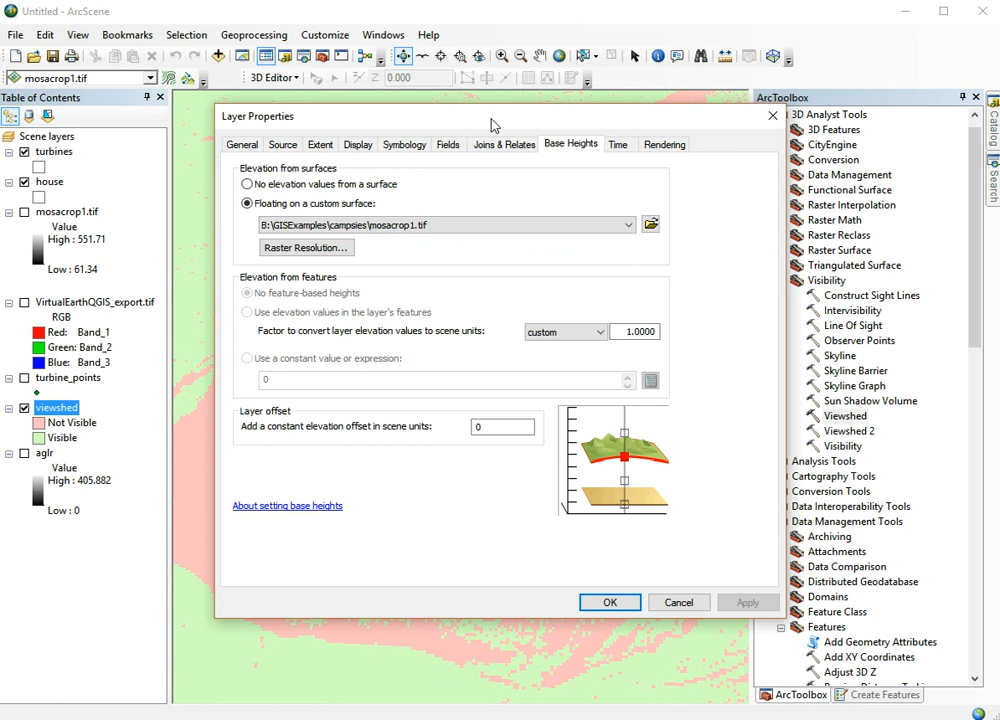 Untitled - ArcScene
File Edit View Bookmarks Selection Geoprocessing Customize Windows Help
mosacrop1.tif
3D Editor
0.000
Table of Contents
Scene layers
turbines
house
mosacrop1.tif
Value
High : 551.71
Low : 61.34
VirtualEarthQGIS_export.tif
RGB
Red: Band_1
Green: Band_2
Blue: Band_3
turbine_points
viewshed
Not Visible
Visible
aglr
Value
High : 405.882
Low : 0
Layer Properties
General Source Extent Display Symbology Fields Joins & Relates Base Heights Time Rendering
Elevation from surfaces
No elevation values from a surface
Floating on a custom surface:
B:\GISExamples\campsies\mosacrop1.tif
Raster Resolution...
Elevation from features
No feature-based heights
Use elevation values in the layer's features
Factor to convert layer elevation values to scene units:
custom
1.0000
Use a constant value or expression:
0
Layer offset
Add a constant elevation offset in scene units:
0
About setting base heights
OK Cancel Apply
ArcToolbox
3D Analyst Tools
3D Features
CityEngine
Conversion
Data Management
Functional Surface
Raster Interpolation
Raster Math
Raster Reclass
Raster Surface
Triangulated Surface
Visibility
Construct Sight Lines
Intervisibility
Line Of Sight
Observer Points
Skyline
Skyline Barrier
Skyline Graph
Sun Shadow Volume
Viewshed
Viewshed 2
Visibility
Analysis Tools
Cartography Tools
Conversion Tools
Data Interoperability Tools
Data Management Tools
Archiving
Attachments
Data Comparison
Distributed Geodatabase
Domains
Feature Class
Features
Add Geometry Attributes
Add XY Coordinates
Adjust 3D Z
ArcToolbox
Create Features
Catalog
Search